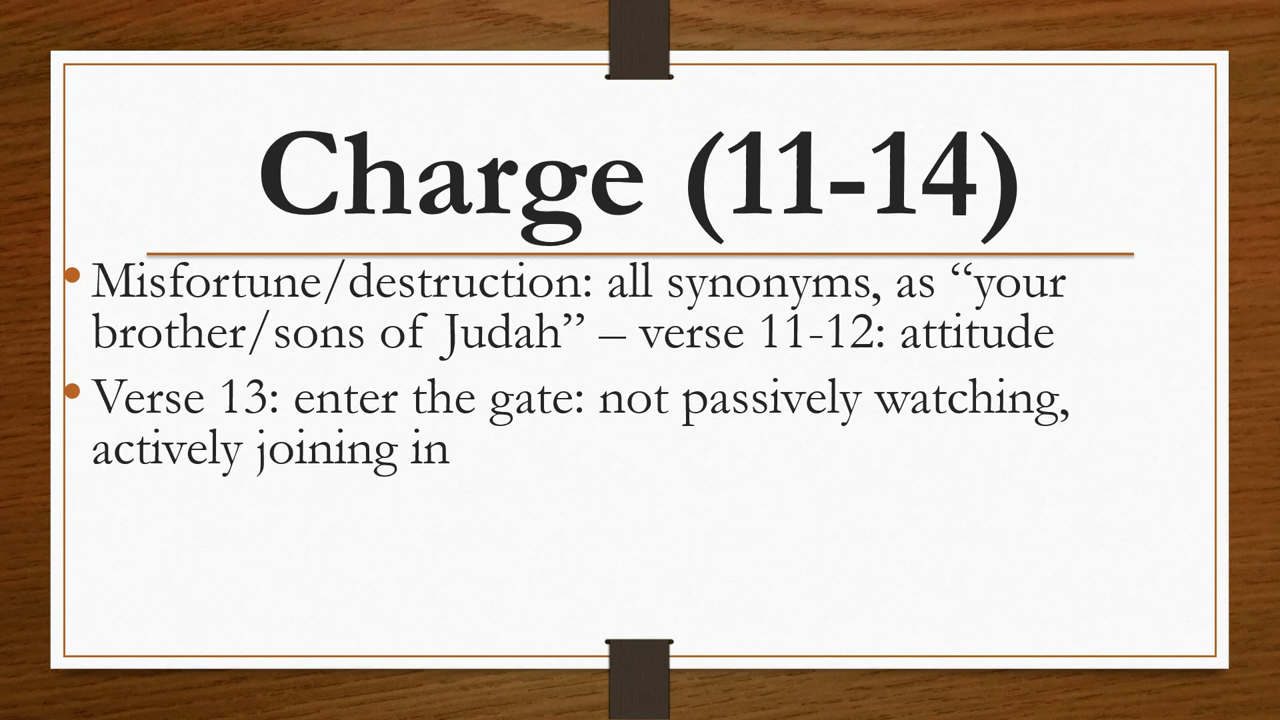 Charge (11-14)
• Misfortune/destruction: all synonyms, as “your
brother/sons of Judah” – verse 11-12: attitude
• Verse 13: enter the gate: not passively watching,
actively joining in